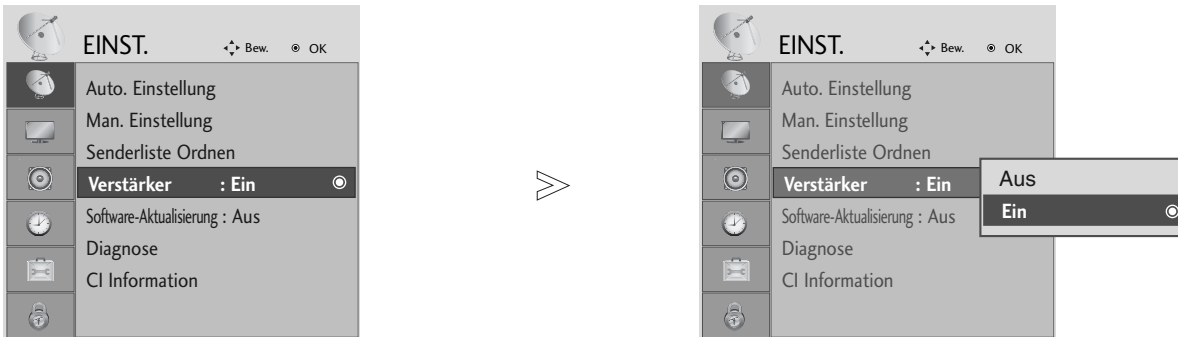 EINST. Bew. OK
Auto. Einstellung
Man. Einstellung
Senderliste Ordnen
Verstärker : Ein
Software-Aktualisierung : Aus
Diagnose
CI Information
EINST. Bew. OK
Auto. Einstellung
Man. Einstellung
Senderliste Ordnen
Verstärker : Ein
Software-Aktualisierung : Aus
Diagnose
CI Information
Aus
Ein